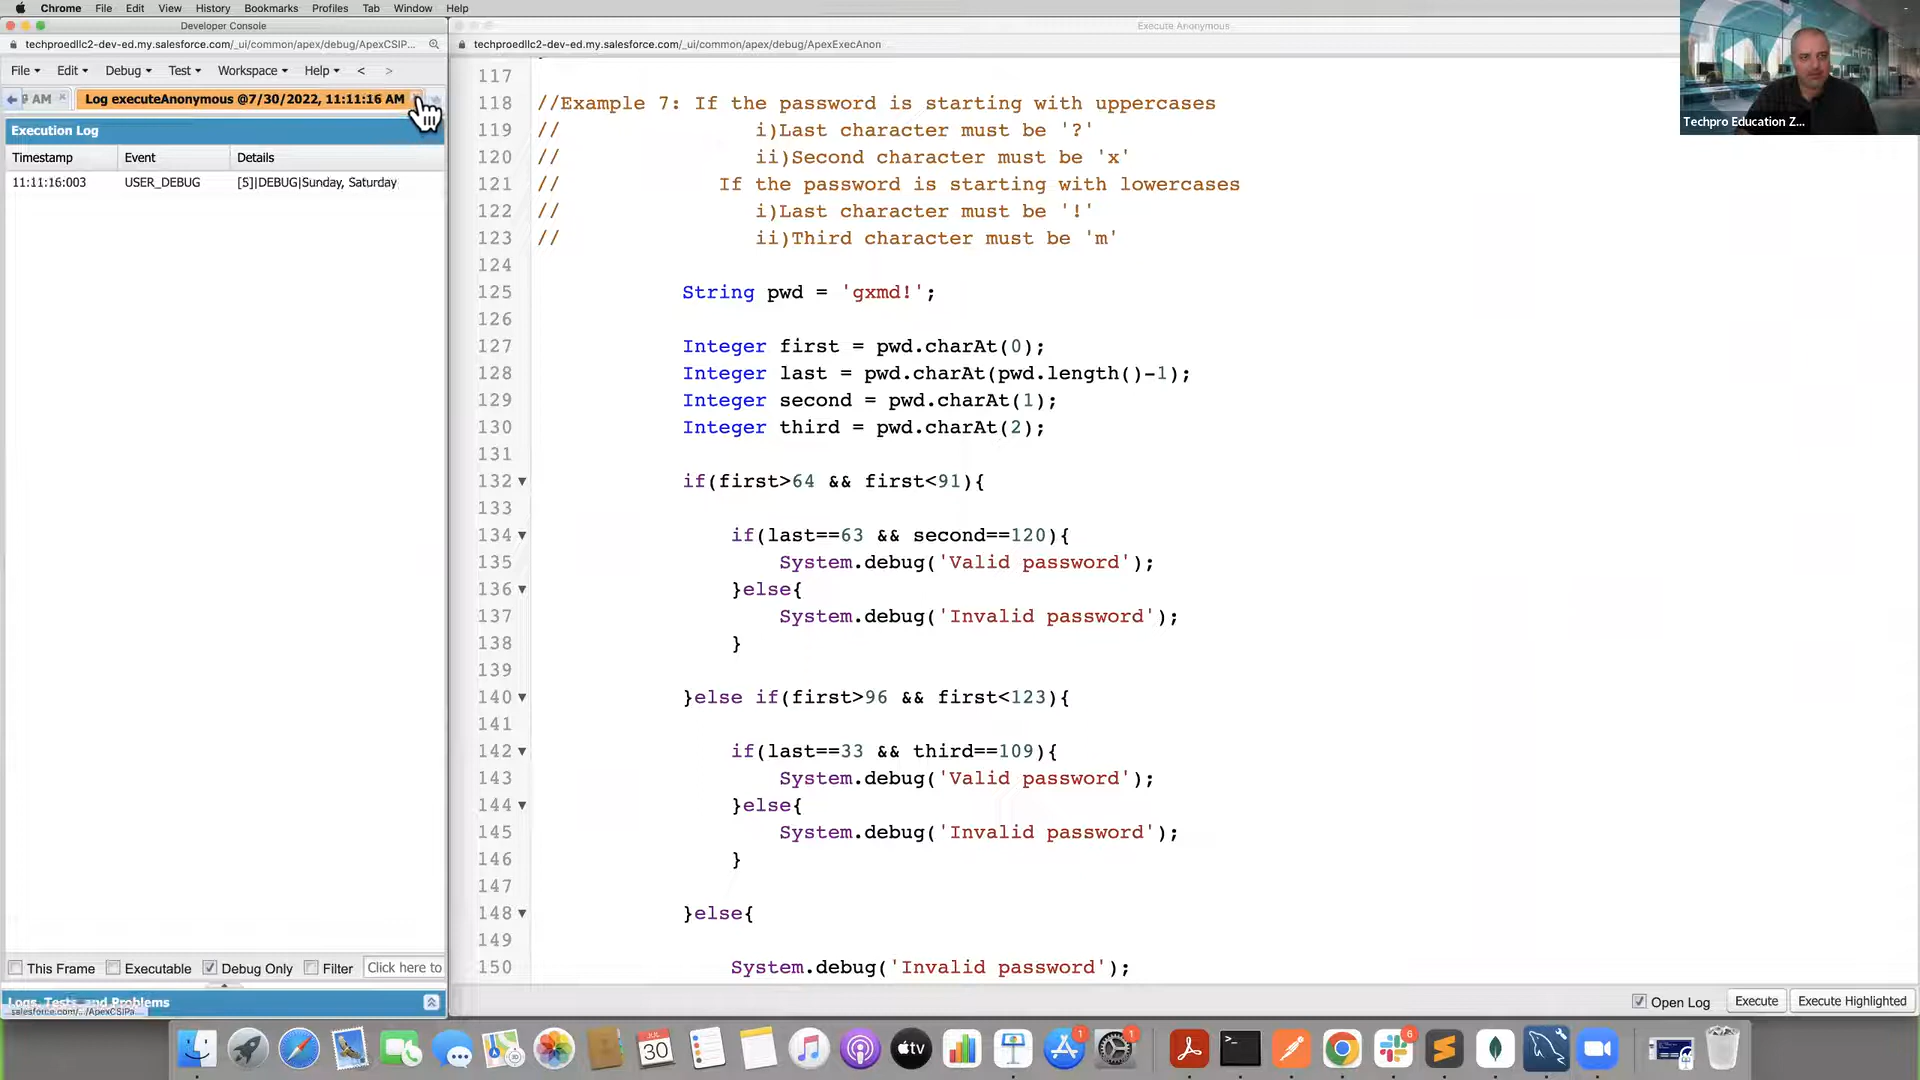 Chrome File Edit View History Bookmarks Profiles Tab Window Help
Developer Console
techproedllc2-dev-ed.my.salesforce.com/_ui/common/apex/debug/ApexCSIP...
File Edit Debug Test Workspace Help < >
AM Log executeAnonymous @7/30/2022, 11:11:16 AM
Execution Log
Timestamp Event Details
11:11:16:003 USER_DEBUG [5]|DEBUG|Sunday, Saturday
This Frame Executable Debug Only Filter Click here to
Logs, Tests, and Problems
salesforce.com/.../ApexCSIPa...
Execute Anonymous
techproedllc2-dev-ed.my.salesforce.com/_ui/common/apex/debug/ApexExecAnon
117
118 //Example 7: If the password is starting with uppercases
119 // i)Last character must be '?'
120 // ii)Second character must be 'x'
121 // If the password is starting with lowercases
122 // i)Last character must be '!'
123 // ii)Third character must be 'm'
124
125 String pwd = 'gxmd!';
126
127 Integer first = pwd.charAt(0);
128 Integer last = pwd.charAt(pwd.length()-1);
129 Integer second = pwd.charAt(1);
130 Integer third = pwd.charAt(2);
131
132 if(first>64 && first<91){
133
134 if(last==63 && second==120){
135 System.debug('Valid password');
136 }else{
137 System.debug('Invalid password');
138 }
139
140 }else if(first>96 && first<123){
141
142 if(last==33 && third==109){
143 System.debug('Valid password');
144 }else{
145 System.debug('Invalid password');
146 }
147
148 }else{
149
150 System.debug('Invalid password');
Open Log Execute Execute Highlighted
Techpro Education Z...
JUL
30
tv
1
1
6